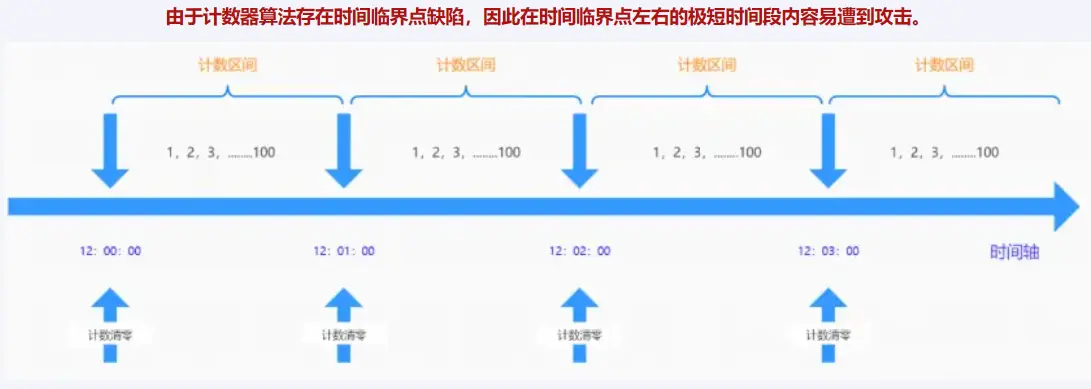 由于计数器算法存在时间临界点缺陷，因此在时间临界点左右的极短时间段内容易遭到攻击。
计数区间 计数区间 计数区间 计数区间
1，2，3，........100 1，2，3，........100 1，2，3，........100 1，2，3，........100
12：00：00 12：01：00 12：02：00 12：03：00 时间轴
计数清零 计数清零 计数清零 计数清零